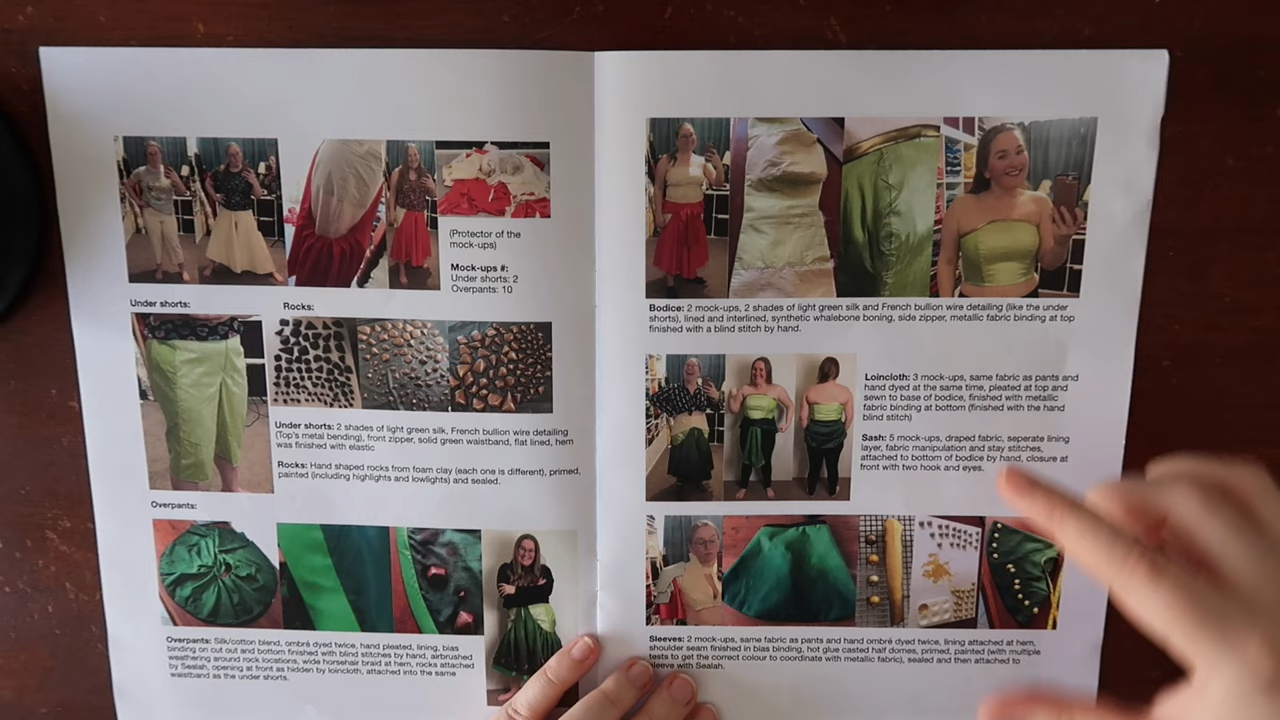 (Protector of the
mock-ups)
Mock-ups #:
Under shorts: 2
Overpants: 10
Under shorts:
Rocks:
Under shorts: 2 shades of light green silk, French bullion wire detailing
(Top's metal bending), front zipper, solid green waistband, flat lined, hem
was finished with elastic
Rocks: Hand shaped rocks from foam clay (each one is different), primed,
painted (including highlights and lowlights) and sealed.
Overpants:
Overpants: Silk/cotton blend, ombré dyed twice, hand pleated, lining, bias
binding on cut out and bottom finished with blind stitches by hand, airbrushed
weathering around rock locations, wide horsehair braid at hem, rocks attached
by Sealah, opening at front as hidden by loincloth, attached into the same
waistband as the under shorts.
Bodice: 2 mock-ups, 2 shades of light green silk and French bullion wire detailing (like the under
shorts), lined and interlined, synthetic whalebone boning, side zipper, metallic fabric binding at top
finished with a blind stitch by hand.
Loincloth: 3 mock-ups, same fabric as pants and
hand dyed at the same time, pleated at top and
sewn to base of bodice, finished with metallic
fabric binding at bottom (finished with the hand
blind stitch)
Sash: 5 mock-ups, draped fabric, seperate lining
layer, fabric manipulation and stay stitches,
attached to bottom of bodice by hand, closure at
front with two hook and eyes.
Sleeves: 2 mock-ups, same fabric as pants and hand ombré dyed twice, lining attached at hem,
shoulder seam finished in bias binding, hot glue casted half domes, primed, painted (with multiple
tests to get the correct colour to coordinate with metallic fabric), sealed and then attached to
sleeve with Sealah.